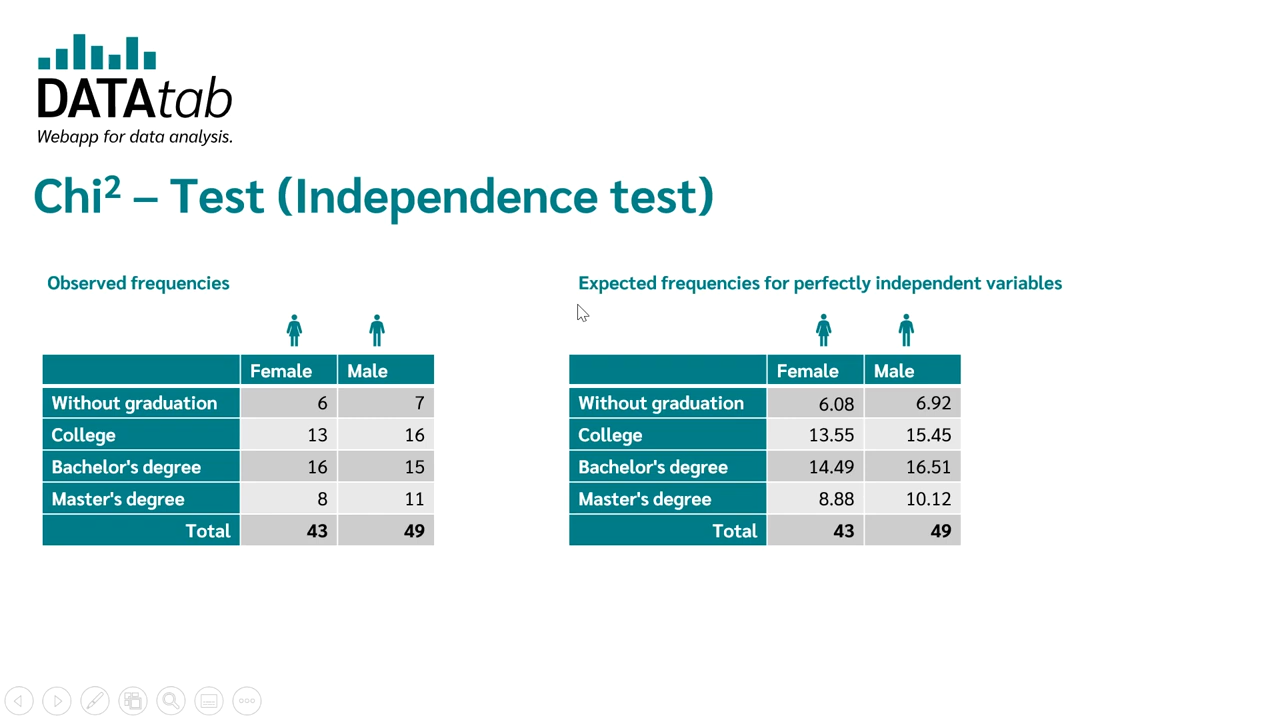 DATAtab
Webapp for data analysis.
Chi² – Test (Independence test)
Observed frequencies
Female Male
Without graduation 6 7
College 13 16
Bachelor's degree 16 15
Master's degree 8 11
Total 43 49
Expected frequencies for perfectly independent variables
Female Male
Without graduation 6.08 6.92
College 13.55 15.45
Bachelor's degree 14.49 16.51
Master's degree 8.88 10.12
Total 43 49